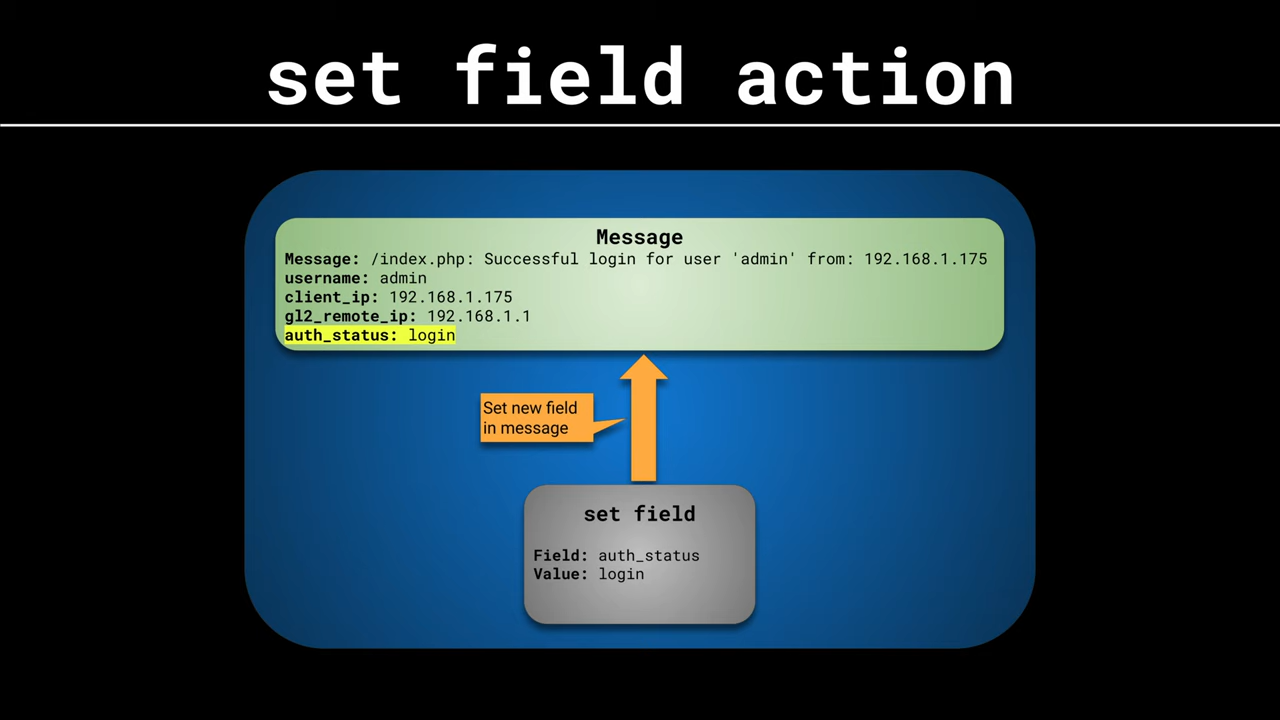 set field action
Message
Message: /index.php: Successful login for user 'admin' from: 192.168.1.175
username: admin
client_ip: 192.168.1.175
gl2_remote_ip: 192.168.1.1
auth_status: login
Set new field
in message
set field
Field: auth_status
Value: login